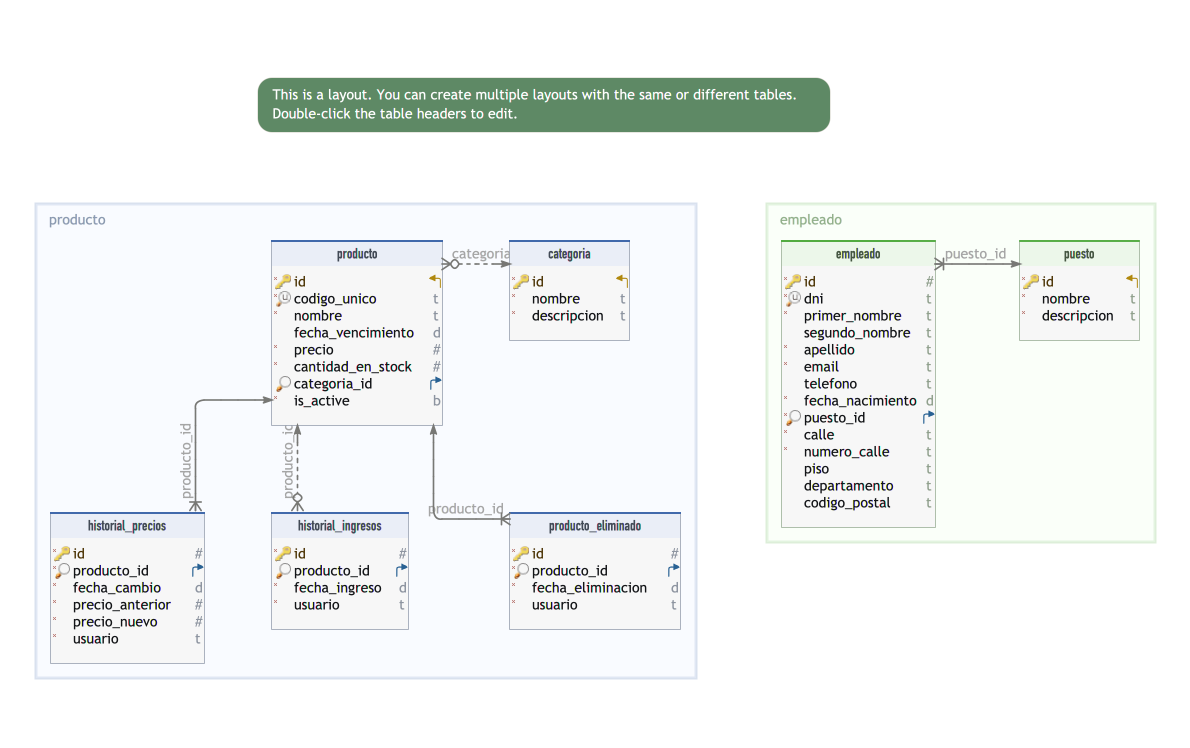 This is a layout. You can create multiple layouts with the same or different tables.
Double-click the table headers to edit.
producto
producto
id
codigo_unico t
nombre t
fecha_vencimiento d
precio #
cantidad_en_stock #
categoria_id
is_active b
categoria
categoria
id
nombre t
descripcion t
producto_id
producto_id
producto_id
historial_precios
id #
producto_id
fecha_cambio d
precio_anterior #
precio_nuevo #
usuario t
historial_ingresos
id #
producto_id
fecha_ingreso d
usuario t
producto_eliminado
id #
producto_id
fecha_eliminacion d
usuario t
empleado
empleado
id #
dni t
primer_nombre t
segundo_nombre t
apellido t
email t
telefono t
fecha_nacimiento d
puesto_id
calle t
numero_calle t
piso t
departamento t
codigo_postal t
puesto_id
puesto
id
nombre t
descripcion t